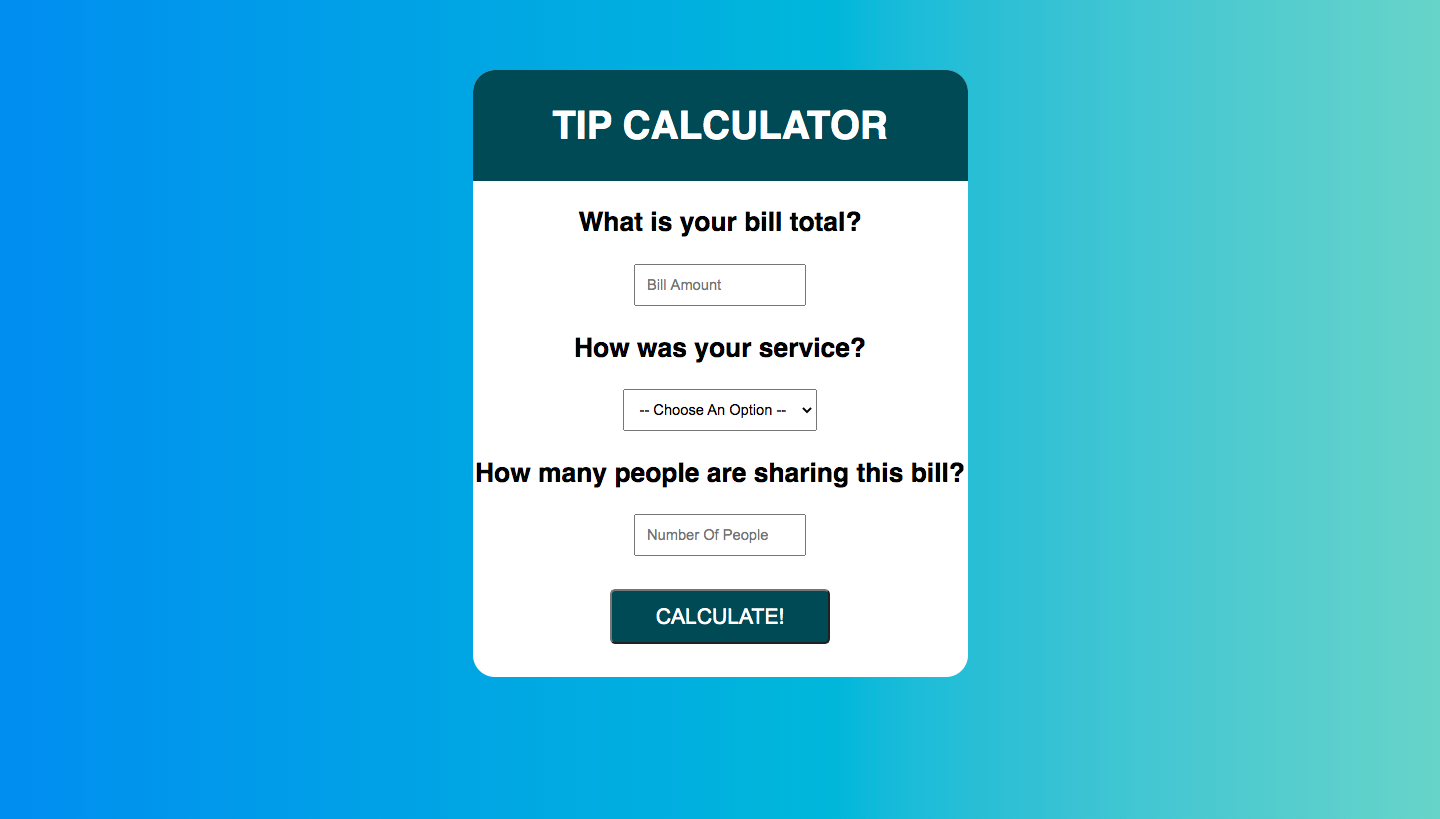 TIP CALCULATOR
What is your bill total?
Bill Amount
How was your service?
-- Choose An Option --
How many people are sharing this bill?
Number Of People
CALCULATE!